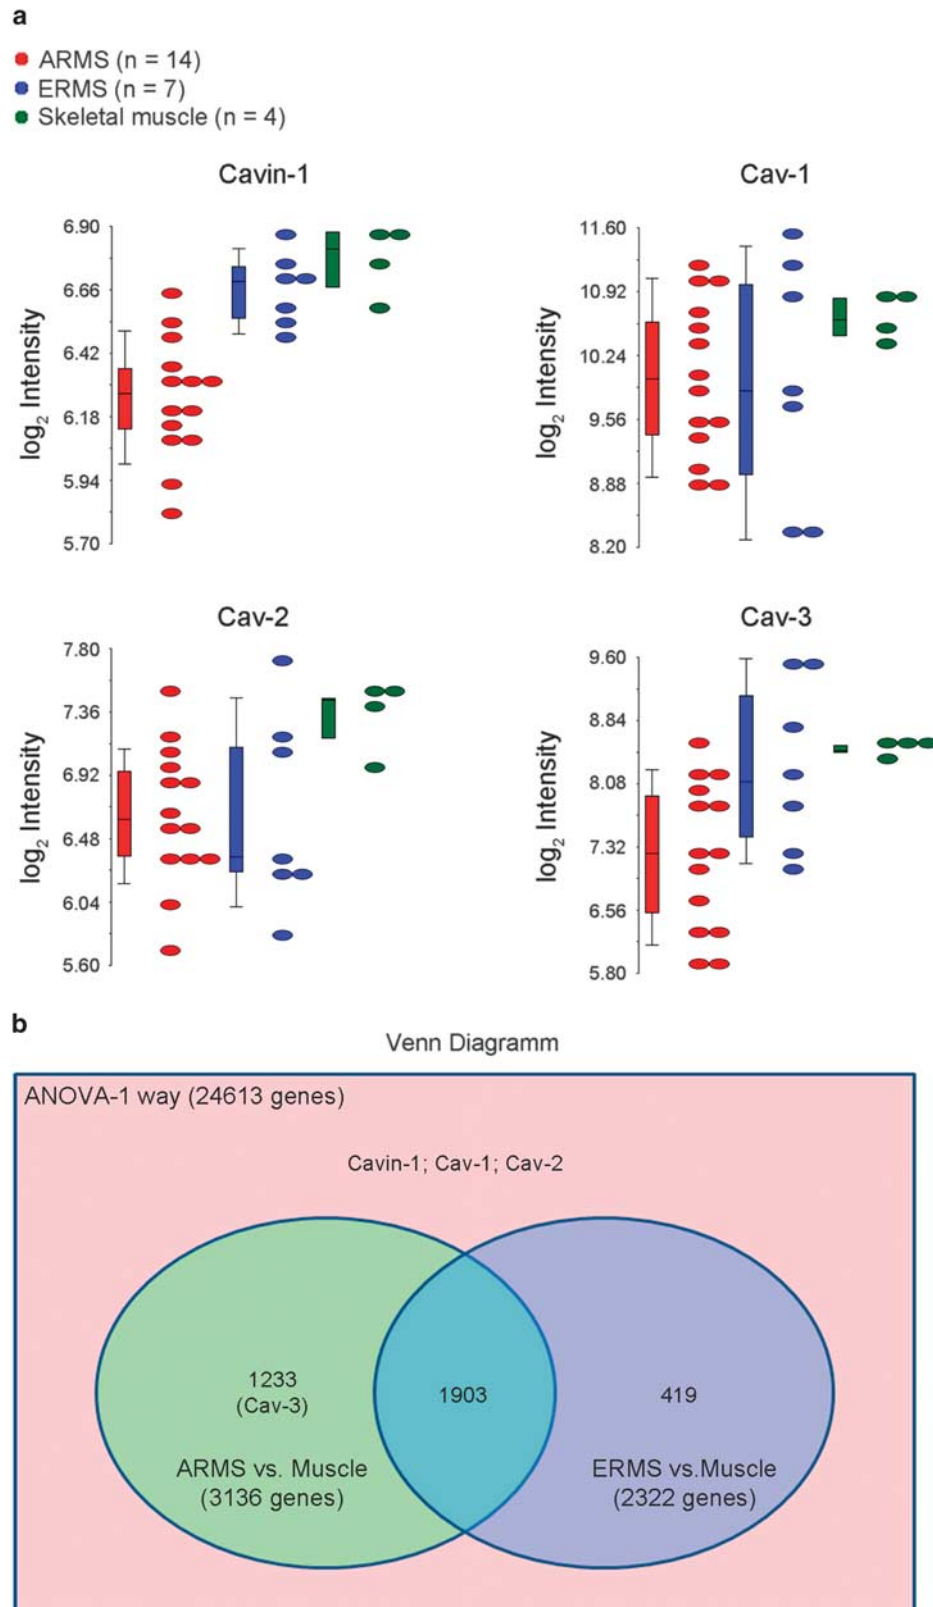 a
ARMS (n = 14)
ERMS (n = 7)
Skeletal muscle (n = 4)
Cavin-1
log2 Intensity
6.90
6.66
6.42
6.18
5.94
5.70
Cav-1
log2 Intensity
11.60
10.92
10.24
9.56
8.88
8.20
Cav-2
log2 Intensity
7.80
7.36
6.92
6.48
6.04
5.60
Cav-3
log2 Intensity
9.60
8.84
8.08
7.32
6.56
5.80
b
Venn Diagramm
ANOVA-1 way (24613 genes)
Cavin-1; Cav-1; Cav-2
1233
(Cav-3)
ARMS vs. Muscle
(3136 genes)
1903
419
ERMS vs.Muscle
(2322 genes)